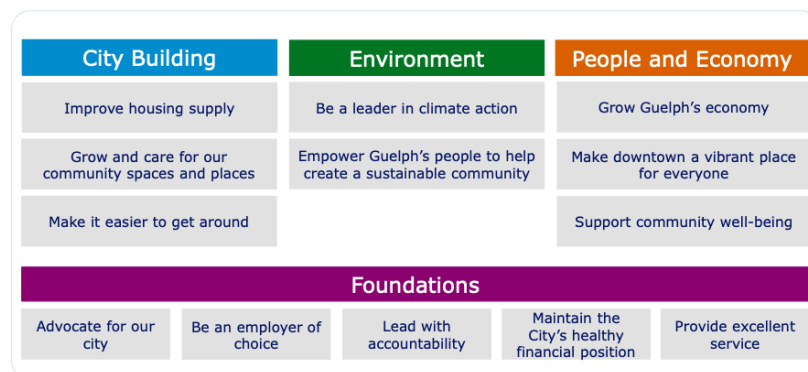 City Building
Improve housing supply
Grow and care for our
community spaces and places
Make it easier to get around
Environment
Be a leader in climate action
Empower Guelph's people to help
create a sustainable community
People and Economy
Grow Guelph's economy
Make downtown a vibrant place
for everyone
Support community well-being
Foundations
Advocate for our
city
Be an employer of
choice
Lead with
accountability
Maintain the
City's healthy
financial position
Provide excellent
service